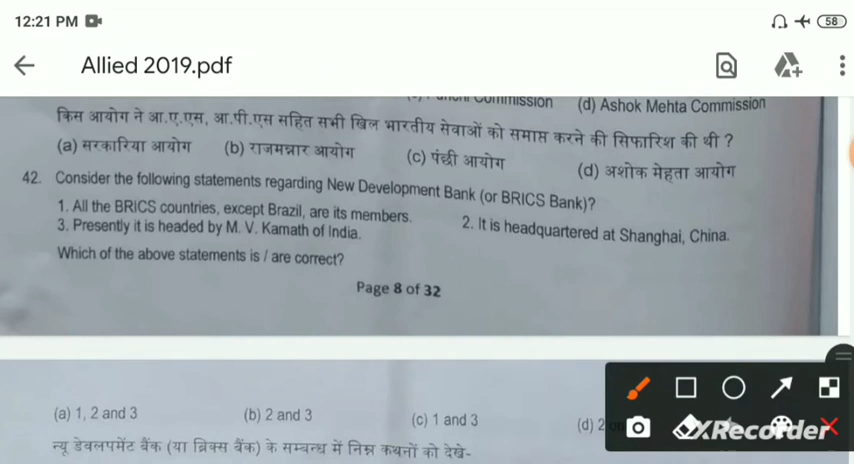 12:21 PM
58
Allied 2019.pdf
Commission (d) Ashok Mehta Commission
किस आयोग ने आ.ए.एस, आ.पी.एस सहित सभी खिल भारतीय सेवाओं को समाप्त करने की सिफारिश की थी ?
(a) सरकारिया आयोग (b) राजमन्नार आयोग (c) पंछी आयोग (d) अशोक मेहता आयोग
42. Consider the following statements regarding New Development Bank (or BRICS Bank)?
1. All the BRICS countries, except Brazil, are its members. 2. It is headquartered at Shanghai, China.
3. Presently it is headed by M. V. Kamath of India.
Which of the above statements is / are correct?
Page 8 of 32
(a) 1, 2 and 3 (b) 2 and 3 (c) 1 and 3 (d) 2
XRecorder
न्यू डेवलपमेंट बैंक (या ब्रिक्स बैंक) के सम्बन्ध में निम्न कथनों को देखे-